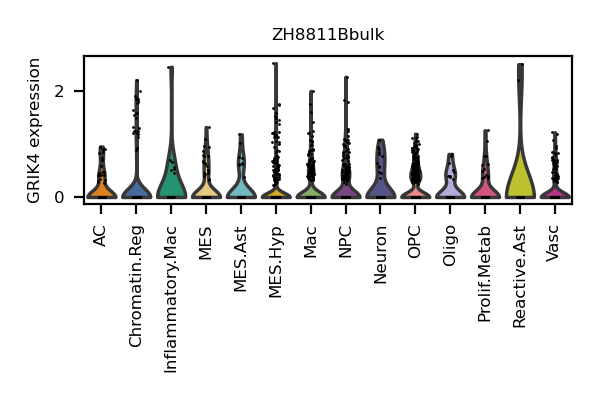 ZH8811Bbulk
GRIK4 expression
2
0
AC
Chromatin.Reg
Inflammatory.Mac
MES
MES.Ast
MES.Hyp
Mac
NPC
Neuron
OPC
Oligo
Prolif.Metab
Reactive.Ast
Vasc